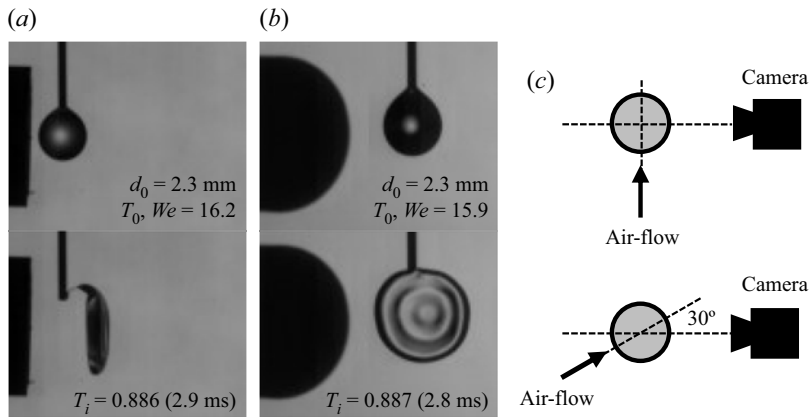 (a)
d0 = 2.3 mm
T0, We = 16.2
Ti = 0.886 (2.9 ms)
(b)
d0 = 2.3 mm
T0, We = 15.9
Ti = 0.887 (2.8 ms)
(c)
Camera
Air-flow
Camera
30º
Air-flow